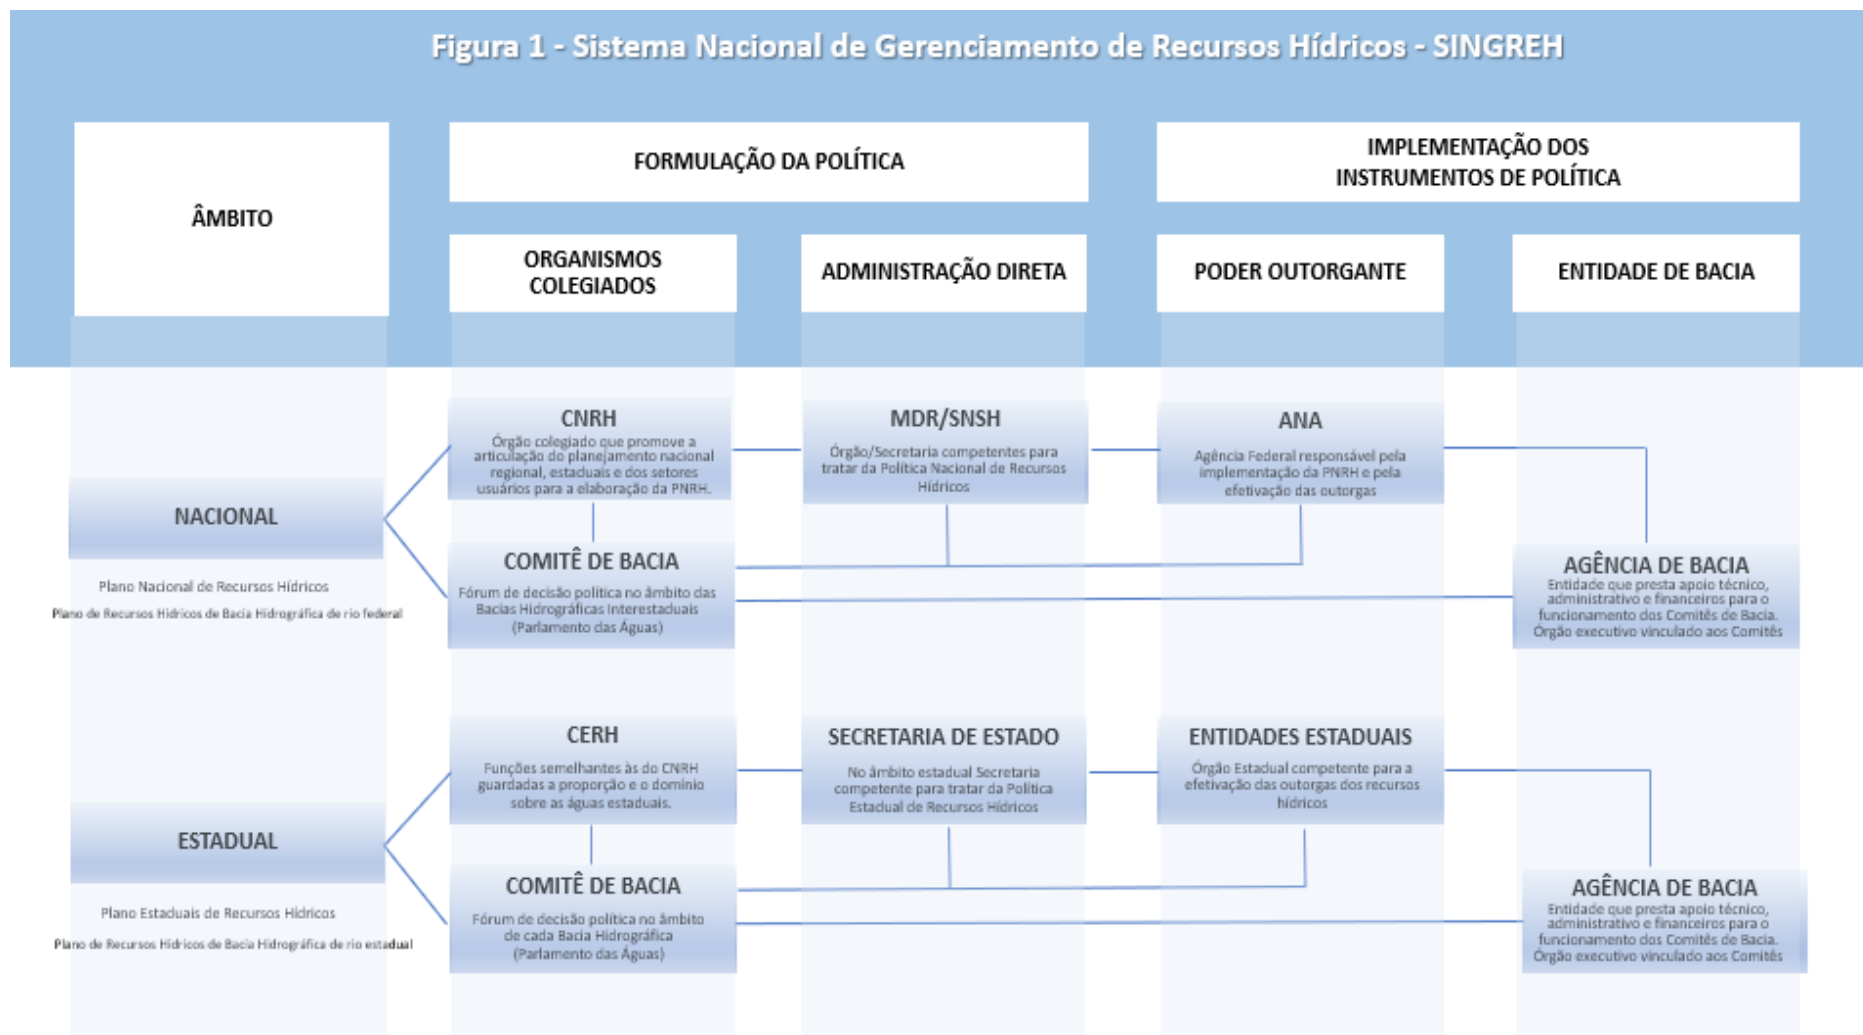 Figura 1 - Sistema Nacional de Gerenciamento de Recursos Hídricos - SINGREH
ÂMBITO
FORMULAÇÃO DA POLÍTICA
IMPLEMENTAÇÃO DOS
INSTRUMENTOS DE POLÍTICA
ORGANISMOS
COLEGIADOS
ADMINISTRAÇÃO DIRETA
PODER OUTORGANTE
ENTIDADE DE BACIA
NACIONAL
Plano Nacional de Recursos Hídricos
Plano de Recursos Hídricos de Bacia Hidrográfica de rio federal
CNRH
Órgão colegiado que promove a
articulação do planejamento nacional
regional, estaduais e dos setores
usuários para a elaboração da PNRH.
MDR/SNSH
Órgão/Secretaria competentes para
tratar da Política Nacional de Recursos
Hídricos
ANA
Agência Federal responsável pela
implementação da PNRH e pela
efetivação das outorgas
COMITÊ DE BACIA
Fórum de decisão política no âmbito das
Bacias Hidrográficas Interestaduais
(Parlamento das Águas)
AGÊNCIA DE BACIA
Entidade que presta apoio técnico,
administrativo e financeiros para o
funcionamento dos Comitês de Bacia.
Órgão executivo vinculado aos Comitês
ESTADUAL
Plano Estaduais de Recursos Hídricos
Plano de Recursos Hídricos de Bacia Hidrográfica de rio estadual
CERH
Funções semelhantes às do CNRH
guardadas a proporção e o domínio
sobre as águas estaduais.
SECRETARIA DE ESTADO
No âmbito estadual Secretaria
competente para tratar da Política
Estadual de Recursos Hídricos
ENTIDADES ESTADUAIS
Órgão Estadual competente para a
efetivação das outorgas dos recursos
hídricos
COMITÊ DE BACIA
Fórum de decisão política no âmbito
de cada Bacia Hidrográfica
(Parlamento das Águas)
AGÊNCIA DE BACIA
Entidade que presta apoio técnico,
administrativo e financeiros para o
funcionamento dos Comitês de Bacia.
Órgão executivo vinculado aos Comitês